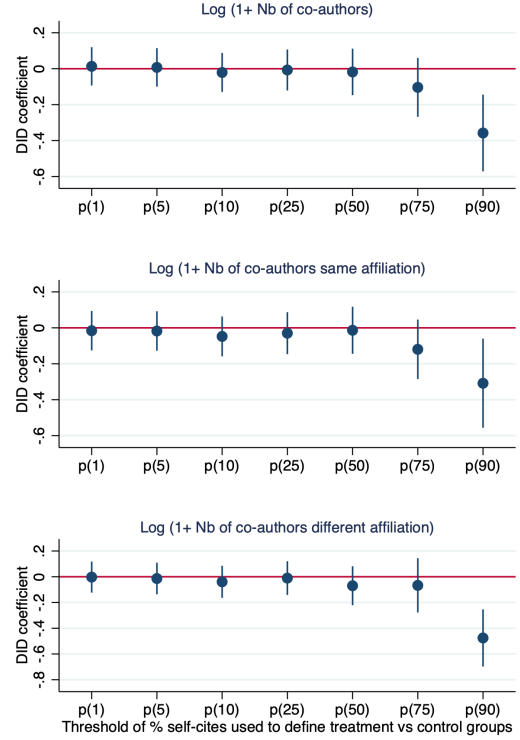 Log (1+ Nb of co-authors)
DID coefficient
.2
0
-.2
-.4
-.6
p(1) p(5) p(10) p(25) p(50) p(75) p(90)
Log (1+ Nb of co-authors same affiliation)
DID coefficient
.2
0
-.2
-.4
-.6
p(1) p(5) p(10) p(25) p(50) p(75) p(90)
Log (1+ Nb of co-authors different affiliation)
DID coefficient
.2
0
-.2
-.4
-.6
-.8
p(1) p(5) p(10) p(25) p(50) p(75) p(90)
Threshold of % self-cites used to define treatment vs control groups